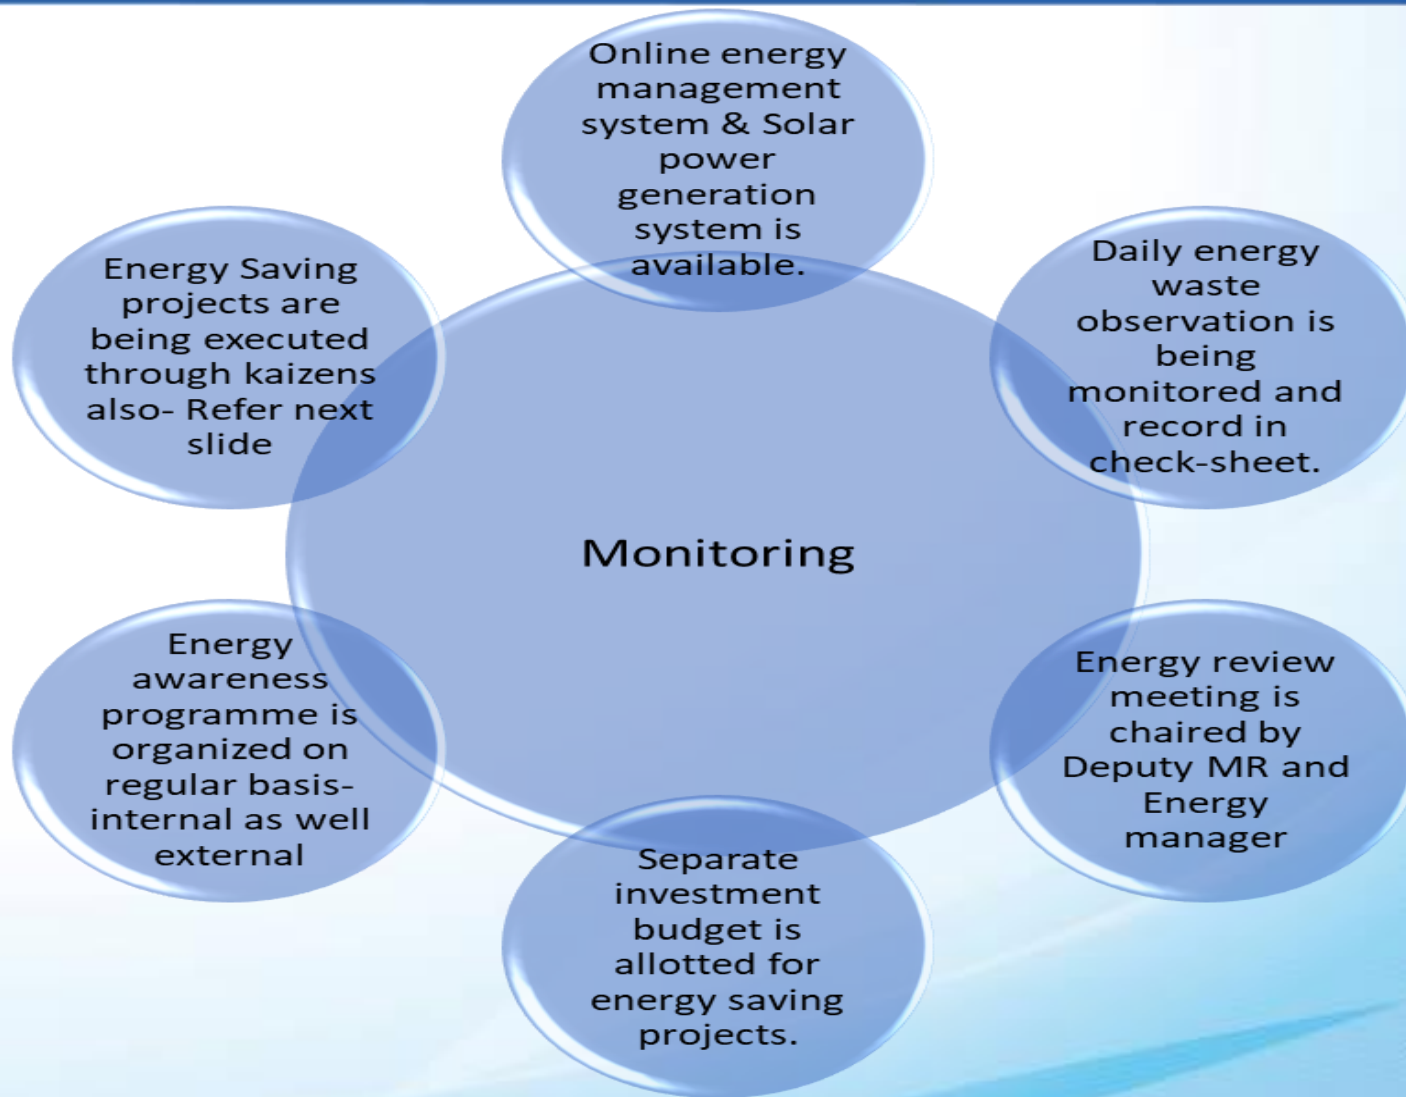 Online energy
management
system & Solar
power
generation
system is
available.
Daily energy
waste
observation is
being
monitored and
record in
check-sheet.
Energy review
meeting is
chaired by
Deputy MR and
Energy
manager
Separate
investment
budget is
allotted for
energy saving
projects.
Energy
awareness
programme is
organized on
regular basis-
internal as well
external
Energy Saving
projects are
being executed
through kaizens
also- Refer next
slide
Monitoring